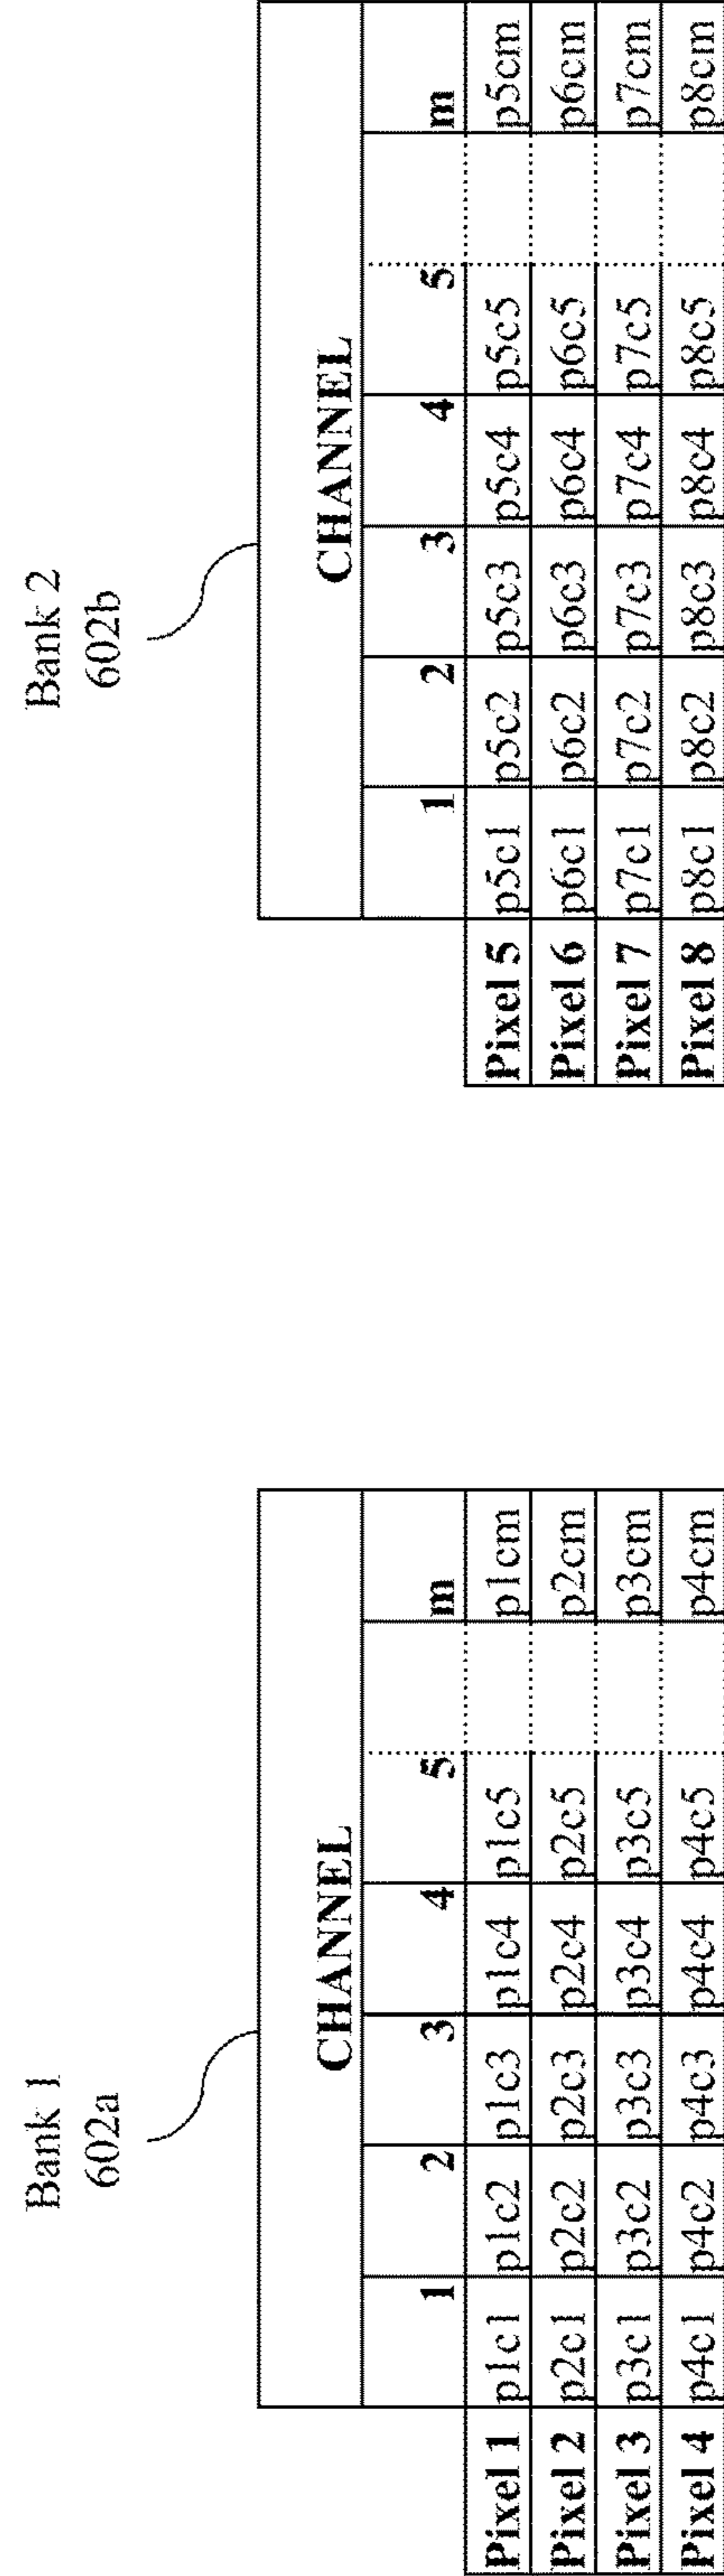 Bank 1
602a
CHANNEL
1 2 3 4 5 m
Pixel 1 p1c1 p1c2 p1c3 p1c4 p1c5 p1cm
Pixel 2 p2c1 p2c2 p2c3 p2c4 p2c5 p2cm
Pixel 3 p3c1 p3c2 p3c3 p3c4 p3c5 p3cm
Pixel 4 p4c1 p4c2 p4c3 p4c4 p4c5 p4cm
Bank 2
602b
CHANNEL
1 2 3 4 5 m
Pixel 5 p5c1 p5c2 p5c3 p5c4 p5c5 p5cm
Pixel 6 p6c1 p6c2 p6c3 p6c4 p6c5 p6cm
Pixel 7 p7c1 p7c2 p7c3 p7c4 p7c5 p7cm
Pixel 8 p8c1 p8c2 p8c3 p8c4 p8c5 p8cm